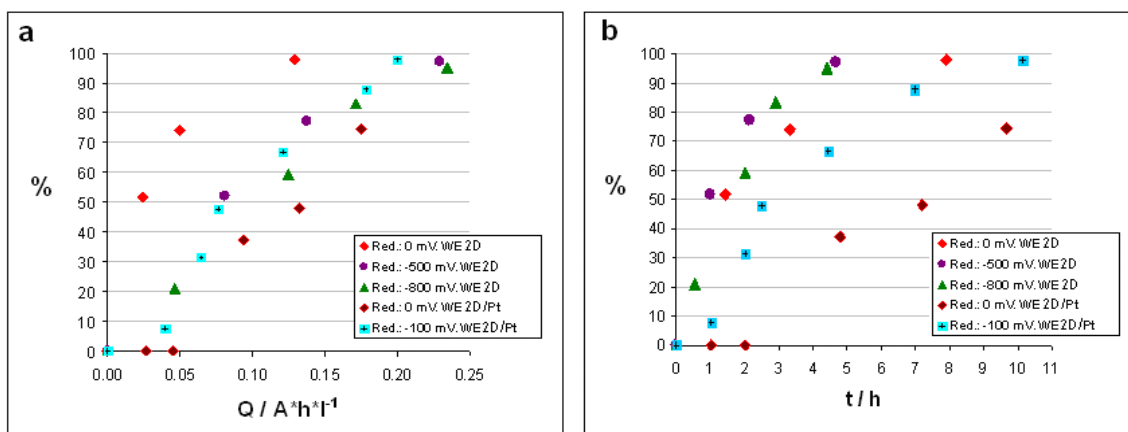 a
100
90
80
70
60
%
50
40
30
20
10
0
0.00 0.05 0.10 0.15 0.20 0.25
Q / A*h*l-1
Red.: 0 mV.WE2D
Red.: -500 mV.WE2D
Red.: -800 mV.WE2D
Red.: 0 mV.WE2D/Pt
Red.: -100 mV.WE2D/Pt
b
100
90
80
70
60
%
50
40
30
20
10
0
0 1 2 3 4 5 6 7 8 9 10 11
t / h
Red.: 0 mV.WE2D
Red.: -500 mV.WE2D
Red.: -800 mV.WE2D
Red.: 0 mV.WE2D/Pt
Red.: -100 mV.WE2D/Pt